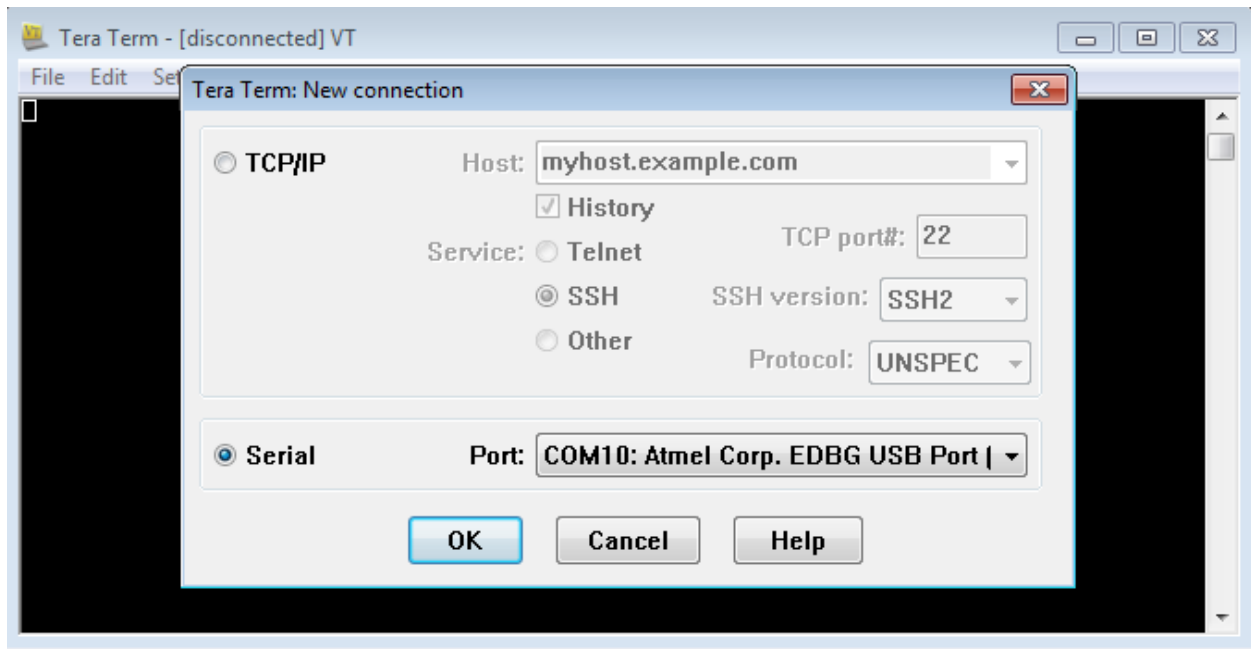 Tera Term - [disconnected] VT
File Edit Set
Tera Term: New connection
TCP/IP Host: myhost.example.com
History
TCP port#: 22
Service: Telnet
SSH SSH version: SSH2
Other
Protocol: UNSPEC
Serial Port: COM10: Atmel Corp. EDBG USB Port (
OK Cancel Help